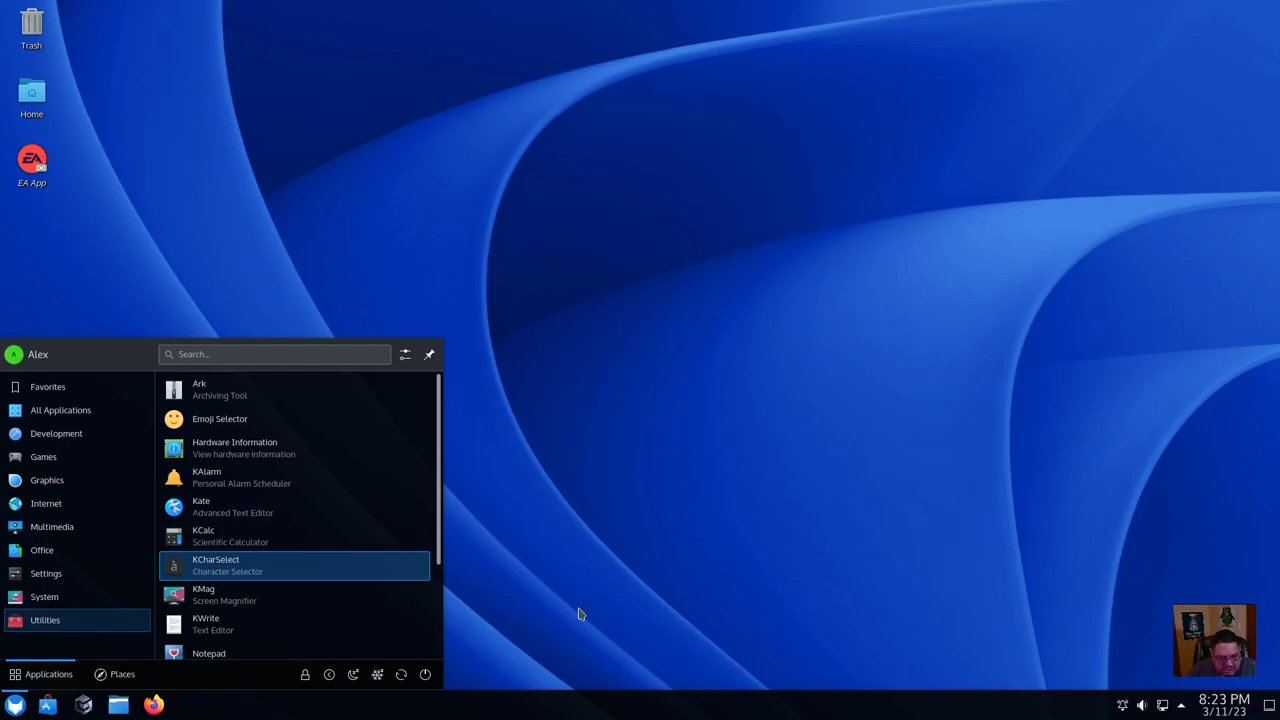 Trash
Home
EA
EA App
A
Alex
Search...
Favorites
All Applications
Development
Games
Graphics
Internet
Multimedia
Office
Settings
System
Utilities
Ark
Archiving Tool
Emoji Selector
Hardware Information
View hardware information
KAlarm
Personal Alarm Scheduler
Kate
Advanced Text Editor
KCalc
Scientific Calculator
à
KCharSelect
Character Selector
KMag
Screen Magnifier
KWrite
Text Editor
Notepad
Applications
Places
8:23 PM
3/11/23